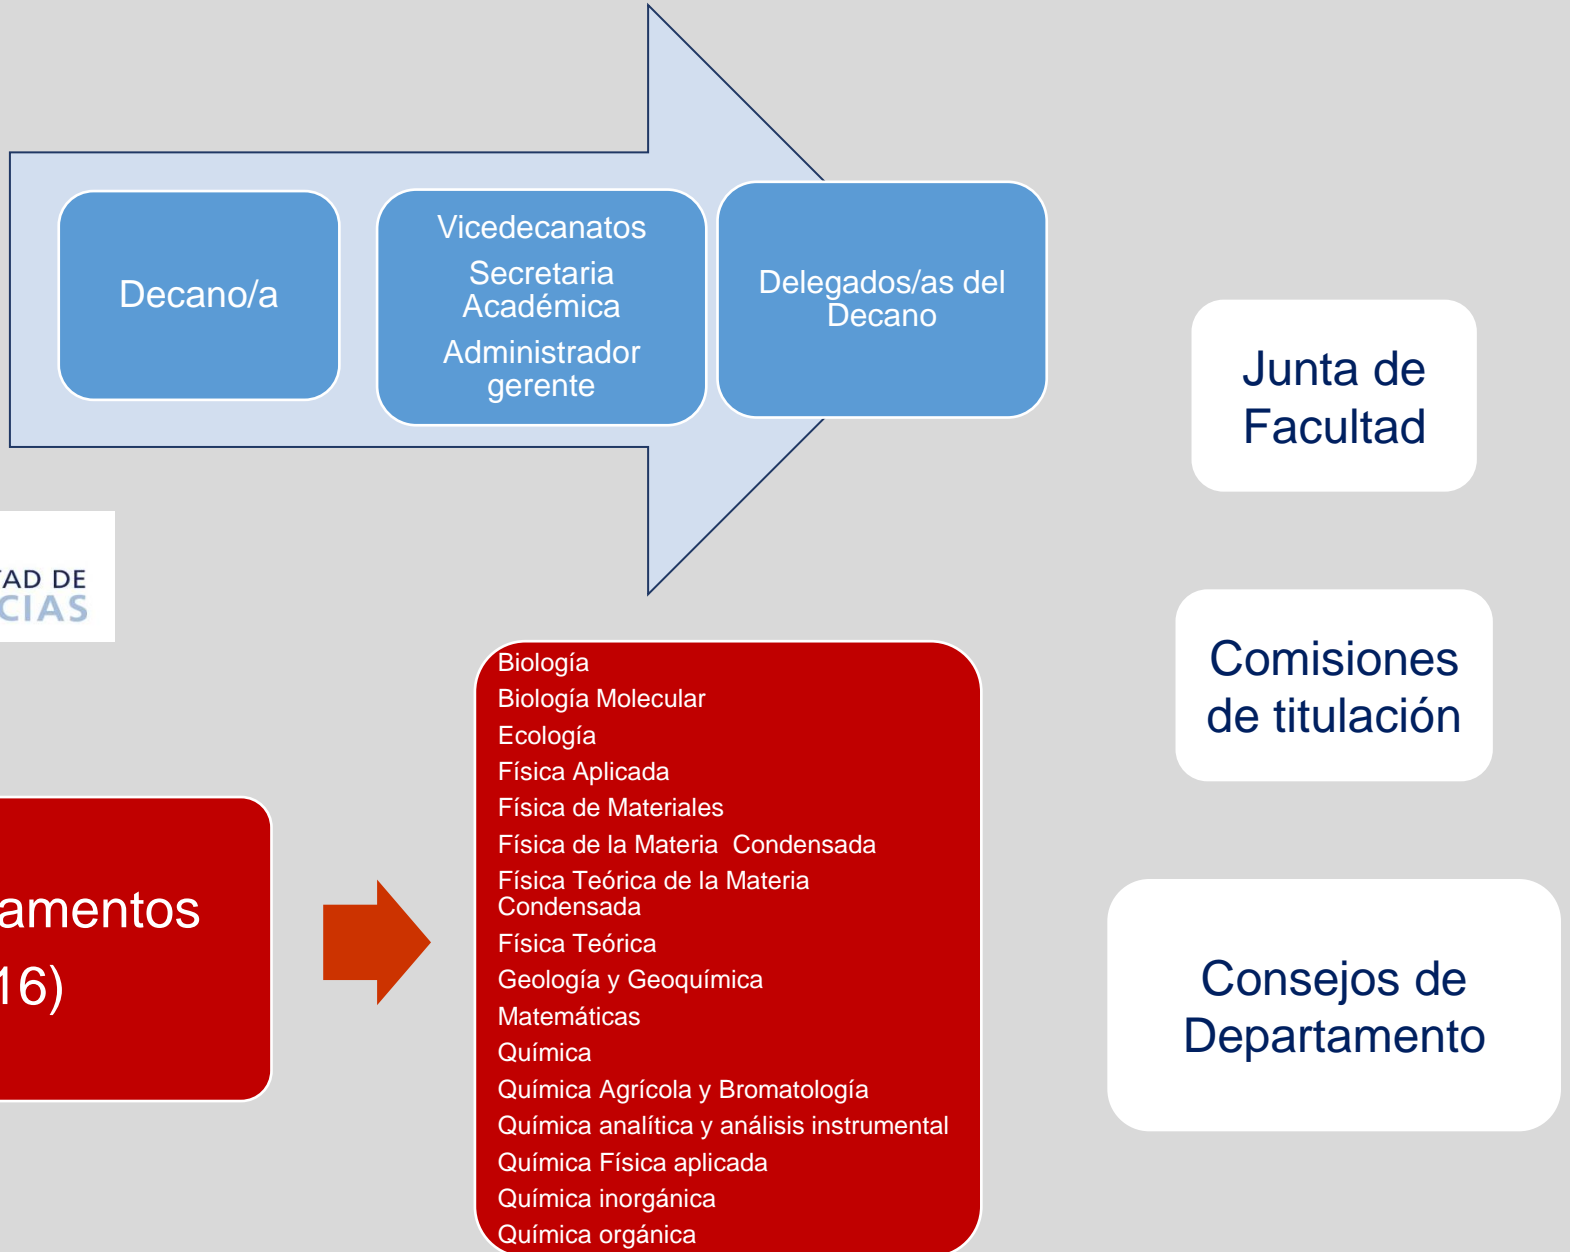 Decano/a
Vicedecanatos
Secretaria
Académica
Administrador
gerente
Delegados/as del
Decano
Junta de
Facultad
TAD DE
CIAS
Comisiones
de titulación
amentos
16)
Biología
Biología Molecular
Ecología
Física Aplicada
Física de Materiales
Física de la Materia  Condensada
Física Teórica de la Materia
Condensada
Física Teórica
Geología y Geoquímica
Matemáticas
Química
Química Agrícola y Bromatología
Química analítica y análisis instrumental
Química Física aplicada
Química inorgánica
Química orgánica
Consejos de
Departamento